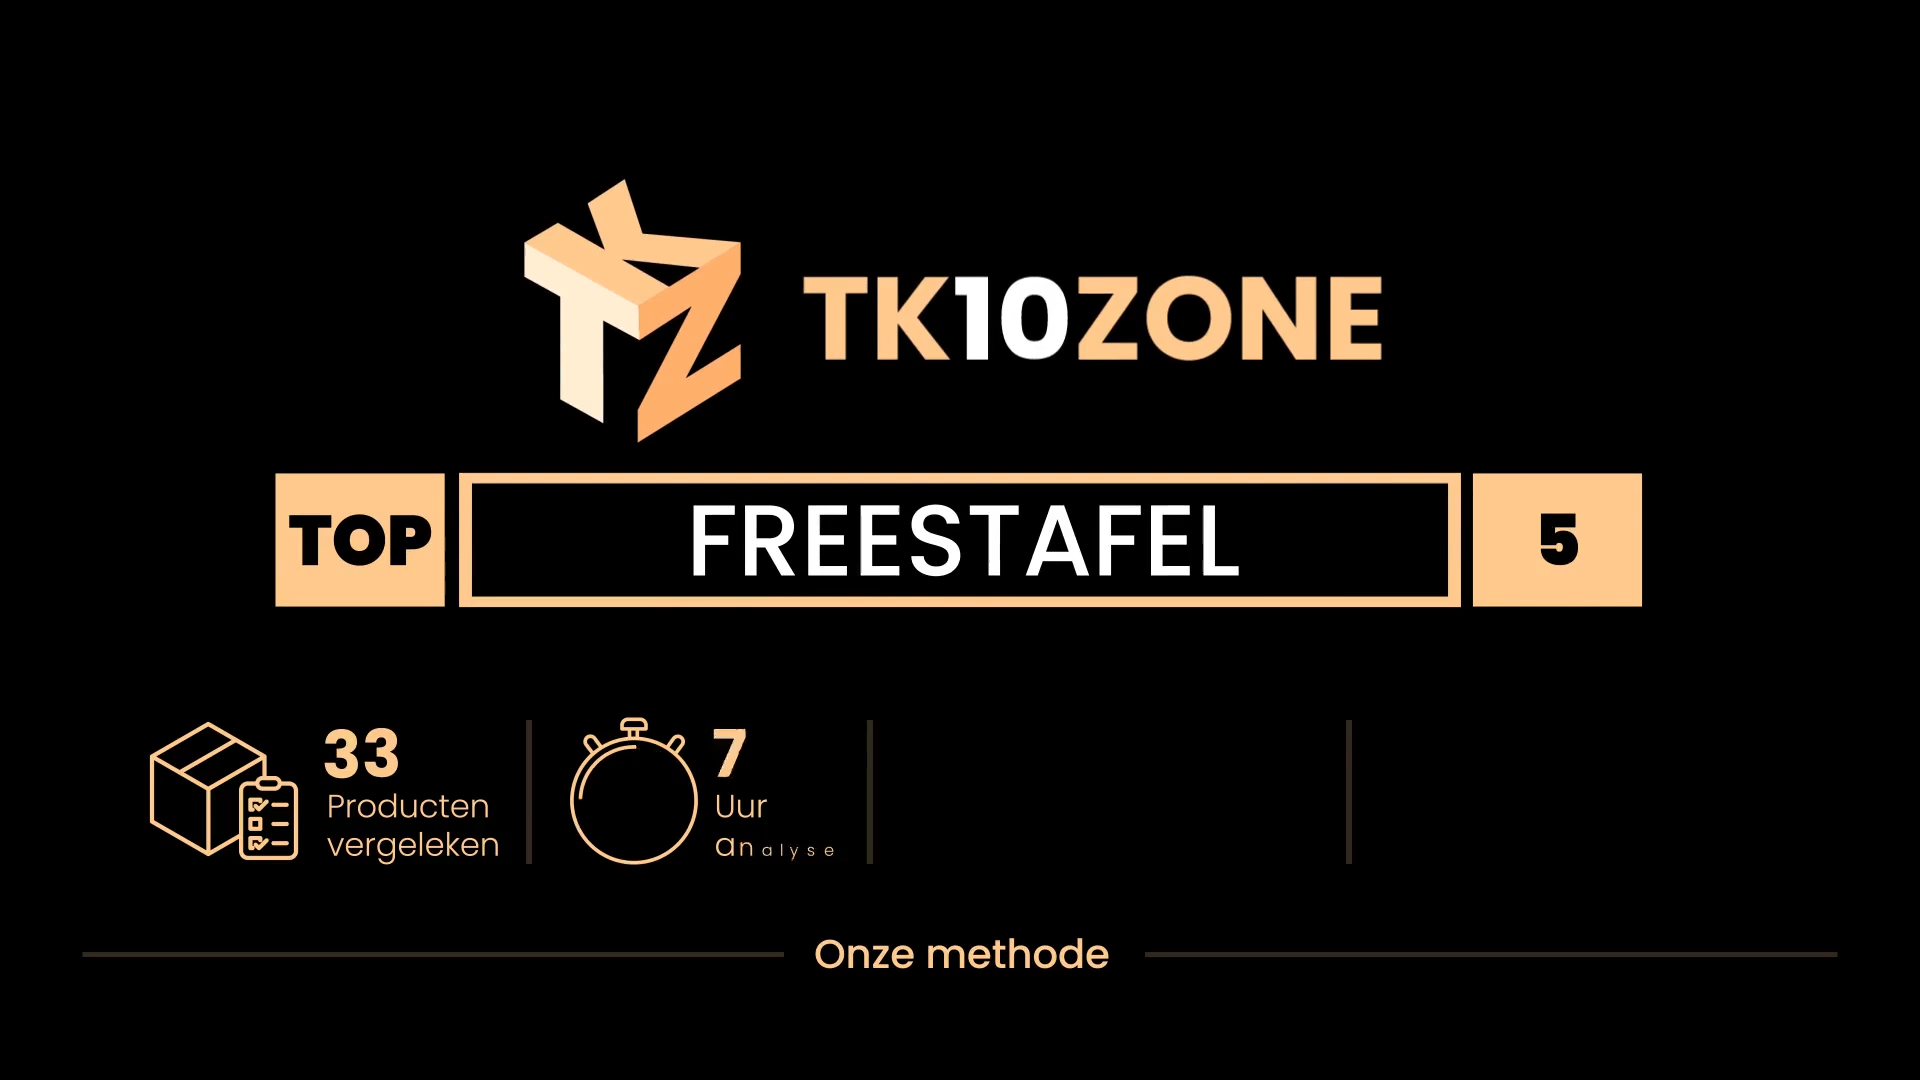 TK10ZONE
TOP FREESTAFEL 5
33
Producten
vergeleken
7
Uur
analyse
Onze methode